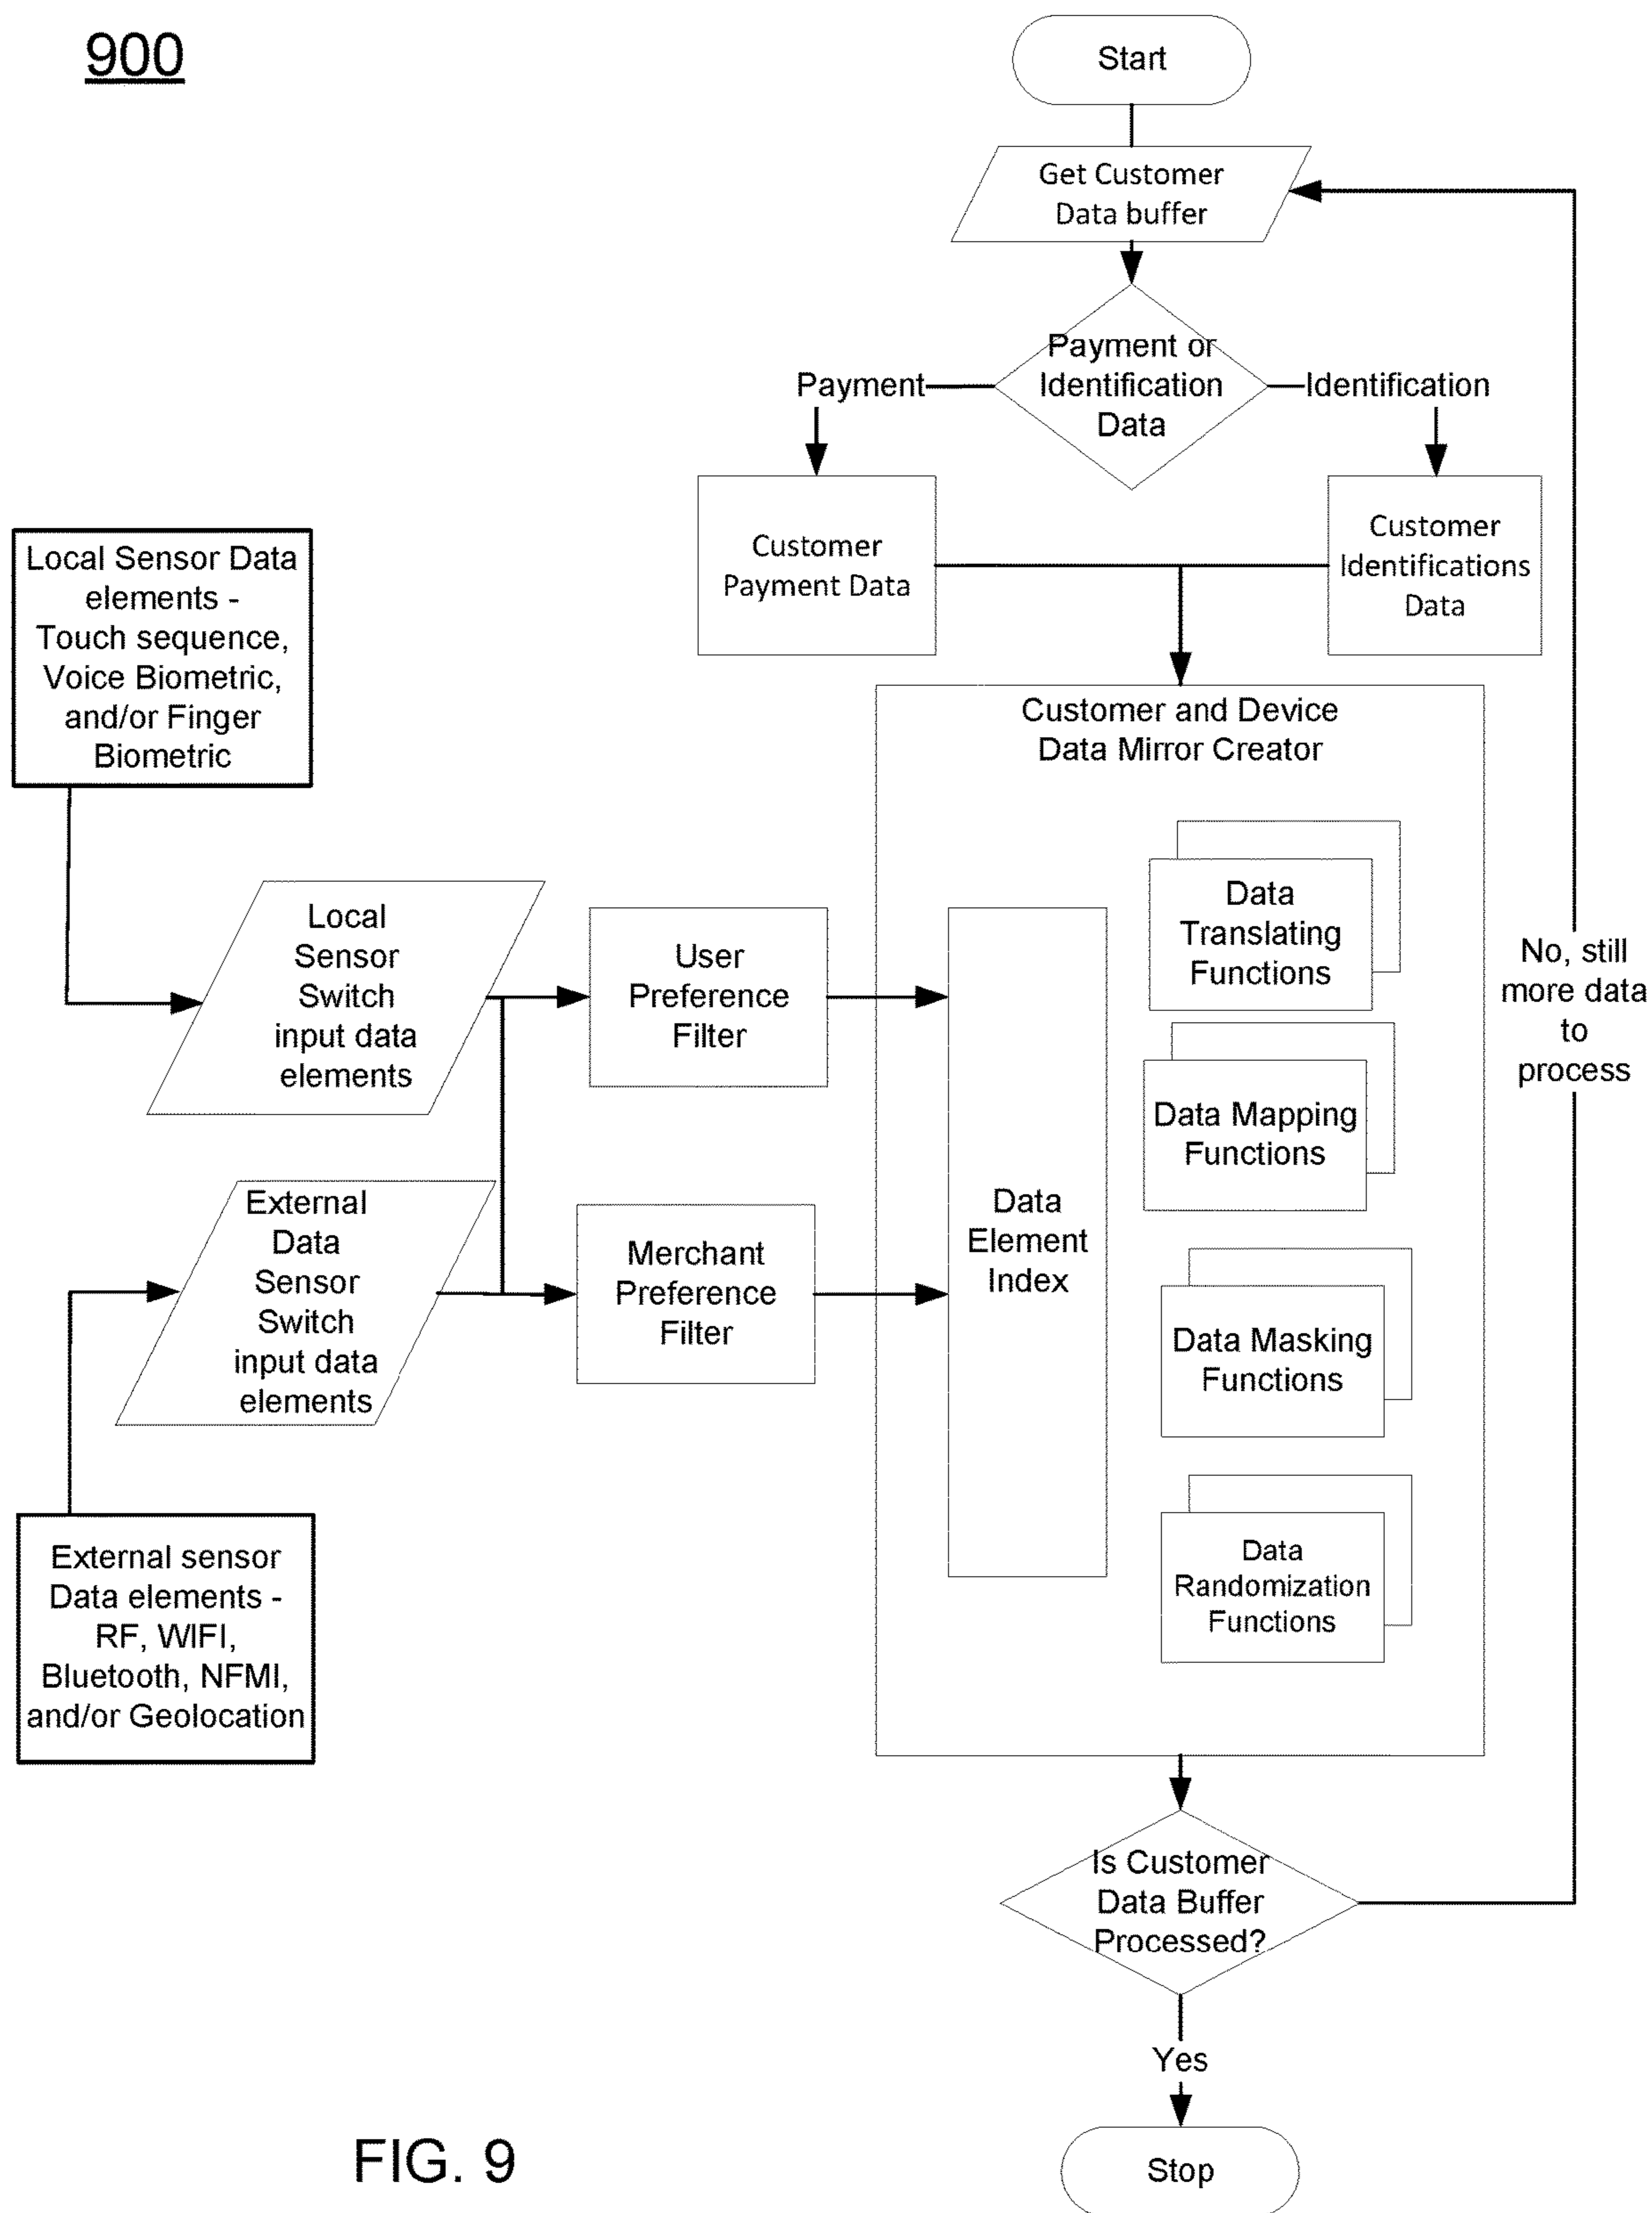 900
Start
Get Customer
Data buffer
Payment or
Identification
Data
Payment
Identification
Customer
Payment Data
Customer
Identifications
Data
Local Sensor Data
elements -
Touch sequence,
Voice Biometric,
and/or Finger
Biometric
Customer and Device
Data Mirror Creator
Local
Sensor
Switch
input data
elements
User
Preference
Filter
Data
Translating
Functions
No, still
more data
to
process
Data Mapping
Functions
External
Data
Sensor
Switch
input data
elements
Merchant
Preference
Filter
Data
Element
Index
Data Masking
Functions
External sensor
Data elements -
RF, WIFI,
Bluetooth, NFMI,
and/or Geolocation
Data
Randomization
Functions
Is Customer
Data Buffer
Processed?
Yes
Stop
FIG. 9